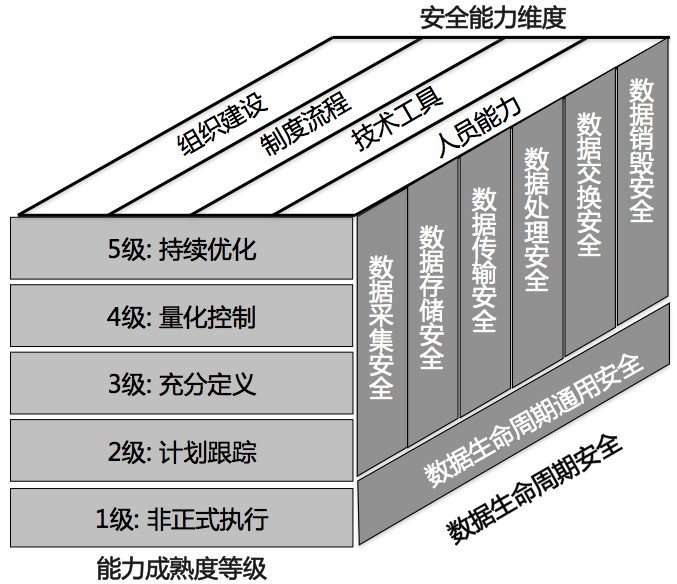 安全能力维度
组织建设
制度流程
技术工具
人员能力
5级: 持续优化
4级: 量化控制
3级: 充分定义
2级: 计划跟踪
1级: 非正式执行
能力成熟度等级
数据采集安全
数据存储安全
数据传输安全
数据处理安全
数据交换安全
数据销毁安全
数据生命周期通用安全
数据生命周期安全